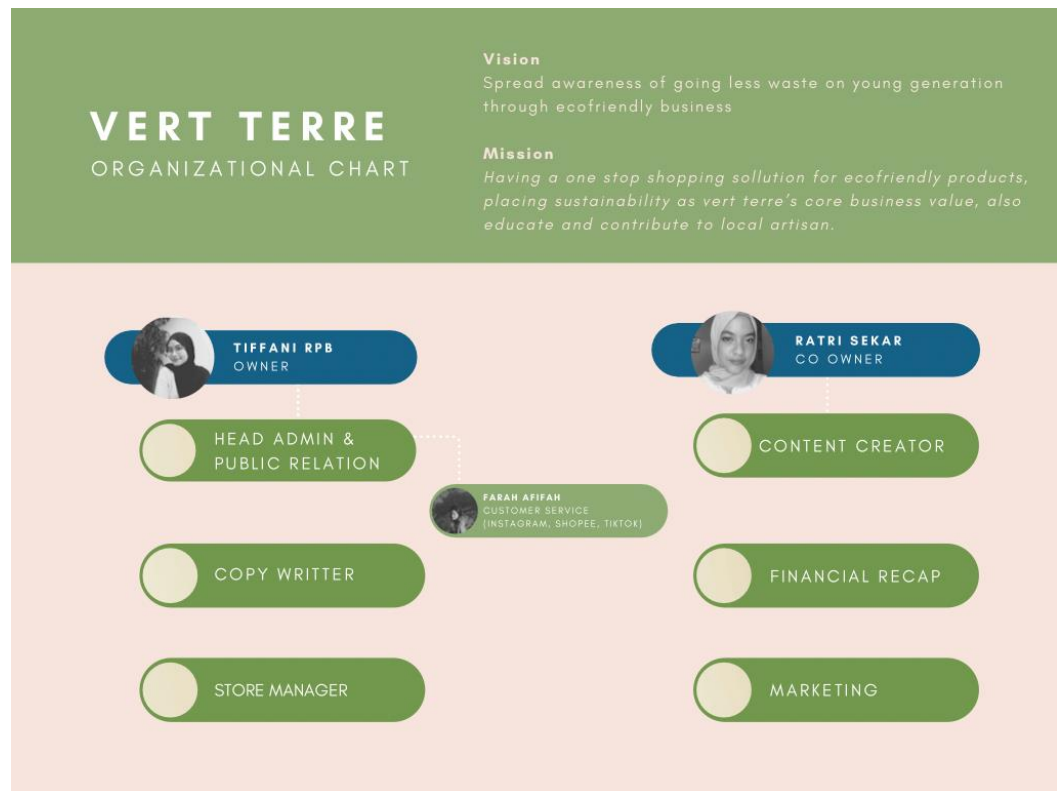 VERT TERRE
ORGANIZATIONAL CHART
Vision
Spread awareness of going less waste on young generation
through ecofriendly business
Mission
Having a one stop shopping sollution for ecofriendly products,
placing sustainability as vert terre's core business value, also
educate and contribute to local artisan.
TIFFANI RPB
OWNER
HEAD ADMIN &
PUBLIC RELATION
FARAH AFIFAH
CUSTOMER SERVICE
(INSTAGRAM, SHOPEE, TIKTOK)
COPY WRITTER
STORE MANAGER
RATRI SEKAR
CO OWNER
CONTENT CREATOR
FINANCIAL RECAP
MARKETING